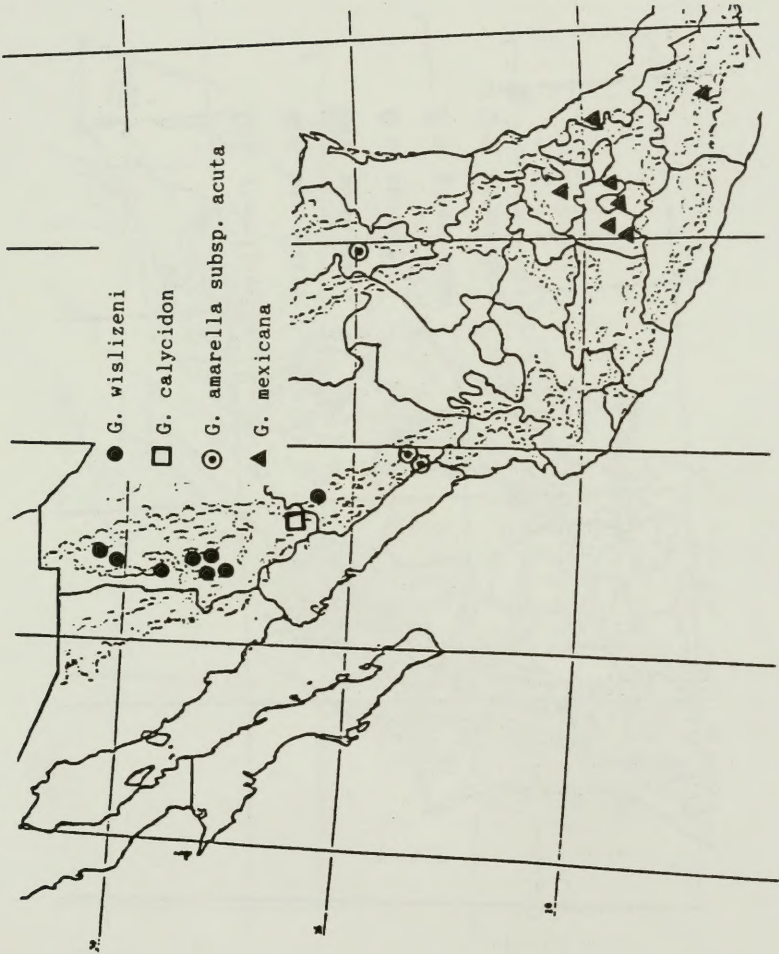 G. wislizeni
G. calycidon
G. amarella subsp. acuta
G. mexicana